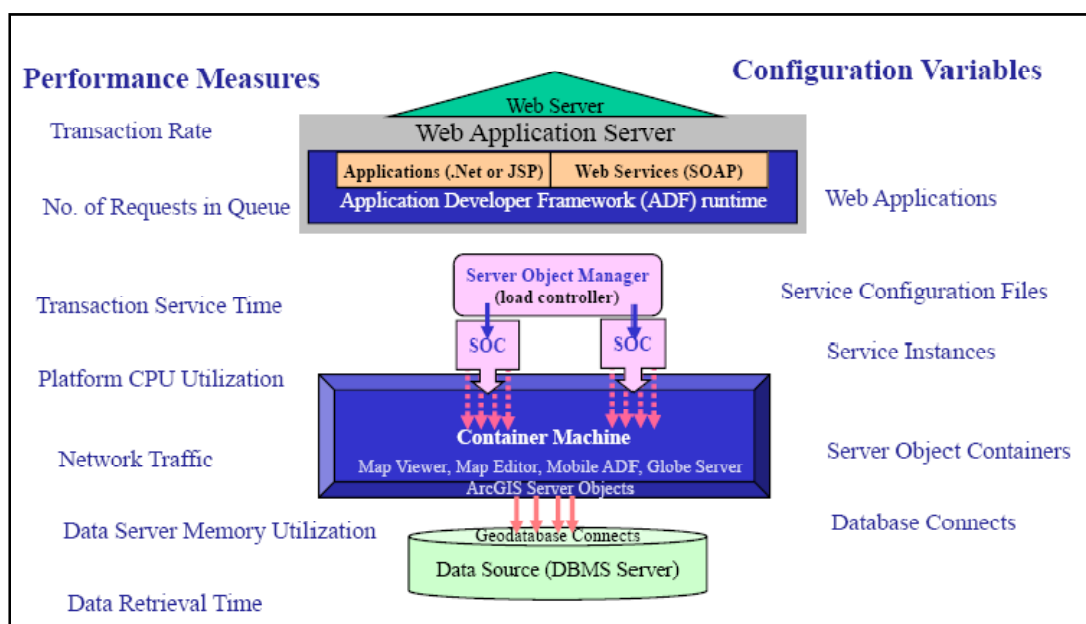 Performance Measures
Configuration Variables
Web Server
Transaction Rate
Web Application Server
Applications (.Net or JSP)
Web Services (SOAP)
No. of Requests in Queue
Application Developer Framework (ADF) runtime
Web Applications
Server Object Manager
(load controller)
Transaction Service Time
Service Configuration Files
SOC
SOC
Service Instances
Platform CPU Utilization
Container Machine
Network Traffic
Map Viewer, Map Editor, Mobile ADF, Globe Server
ArcGIS Server Objects
Server Object Containers
Data Server Memory Utilization
Database Connects
Geodatabase Connects
Data Source (DBMS Server)
Data Retrieval Time